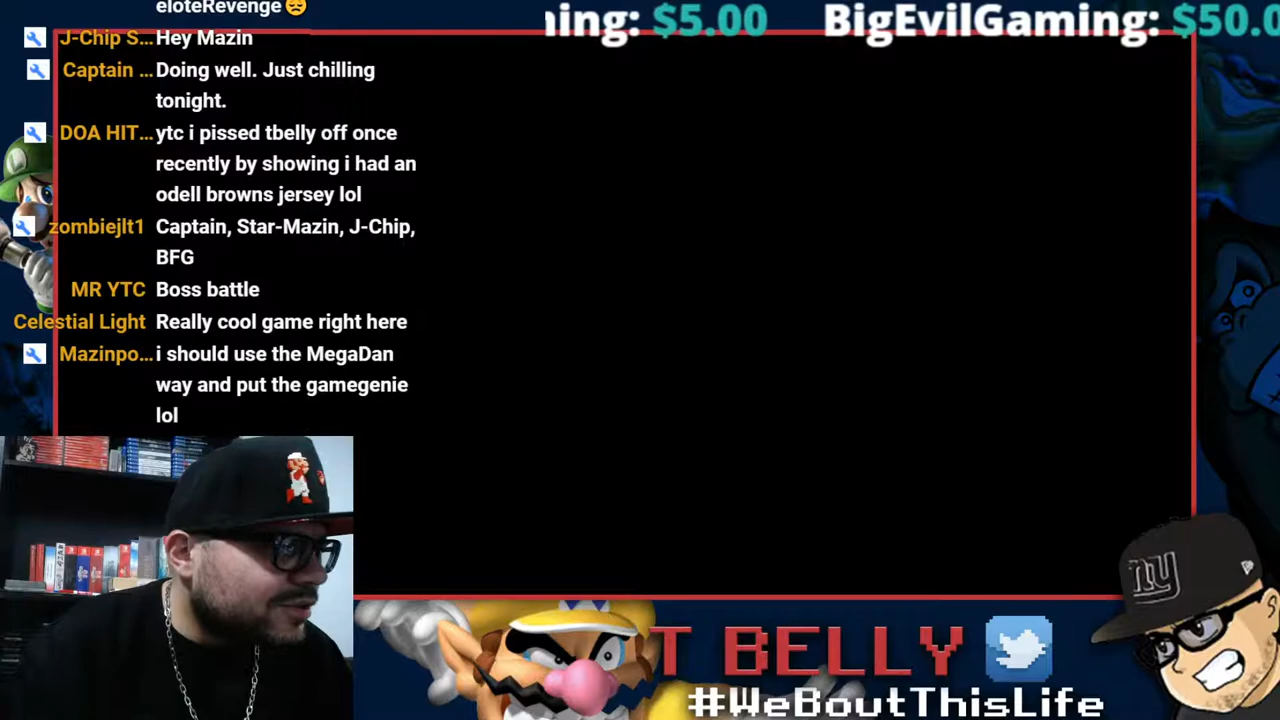 eloteRevenge
ning: $5.00 BigEvilGaming: $50.0
J-Chip S... Hey Mazin
Captain ... Doing well. Just chilling
tonight.
DOA HIT... ytc i pissed tbelly off once
recently by showing i had an
odell browns jersey lol
zombiejlt1 Captain, Star-Mazin, J-Chip,
BFG
MR YTC Boss battle
Celestial Light Really cool game right here
Mazinpo... i should use the MegaDan
way and put the gamegenie
lol
NY
T BELLY
#WeBoutThisLife